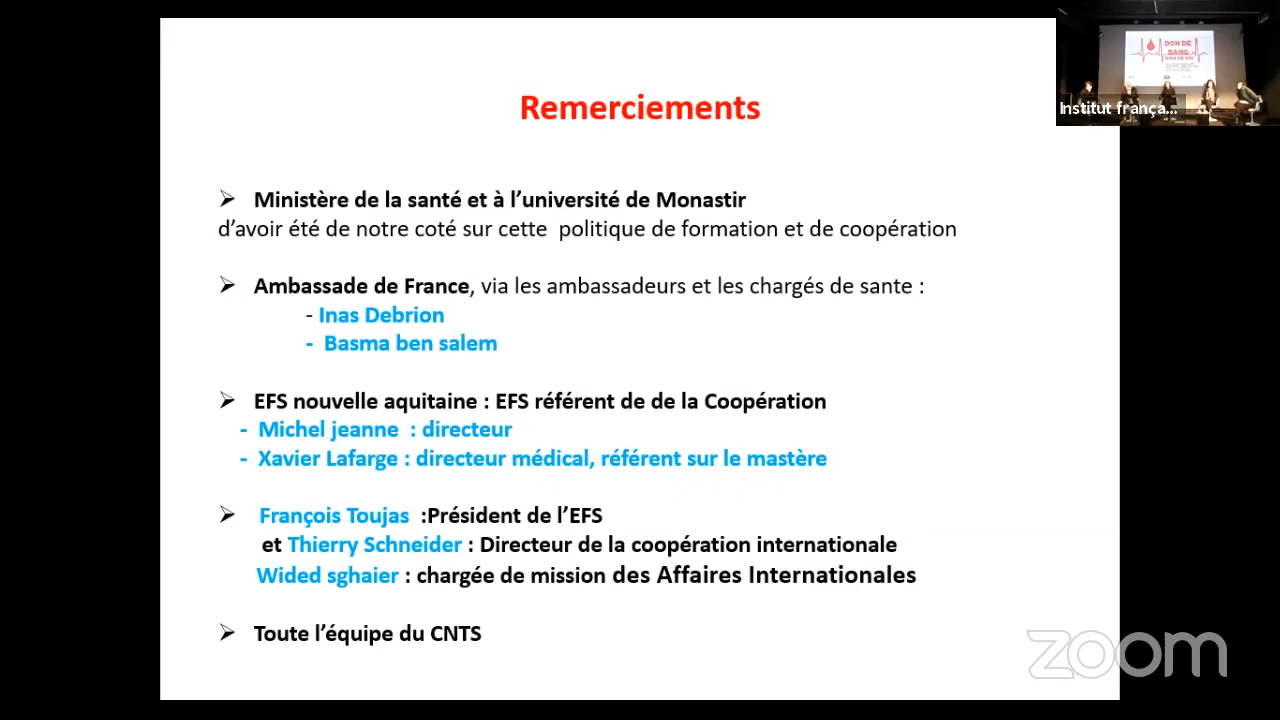 Remerciements
Ministère de la santé et à l’université de Monastir
d’avoir été de notre coté sur cette politique de formation et de coopération
Ambassade de France, via les ambassadeurs et les chargés de sante :
- Inas Debrion
- Basma ben salem
EFS nouvelle aquitaine : EFS référent de de la Coopération
- Michel jeanne : directeur
- Xavier Lafarge : directeur médical, référent sur le mastère
François Toujas :Président de l’EFS
et Thierry Schneider : Directeur de la coopération internationale
Wided sghaier : chargée de mission des Affaires Internationales
Toute l’équipe du CNTS
DON DE
SANG
Institut frança...
zoom